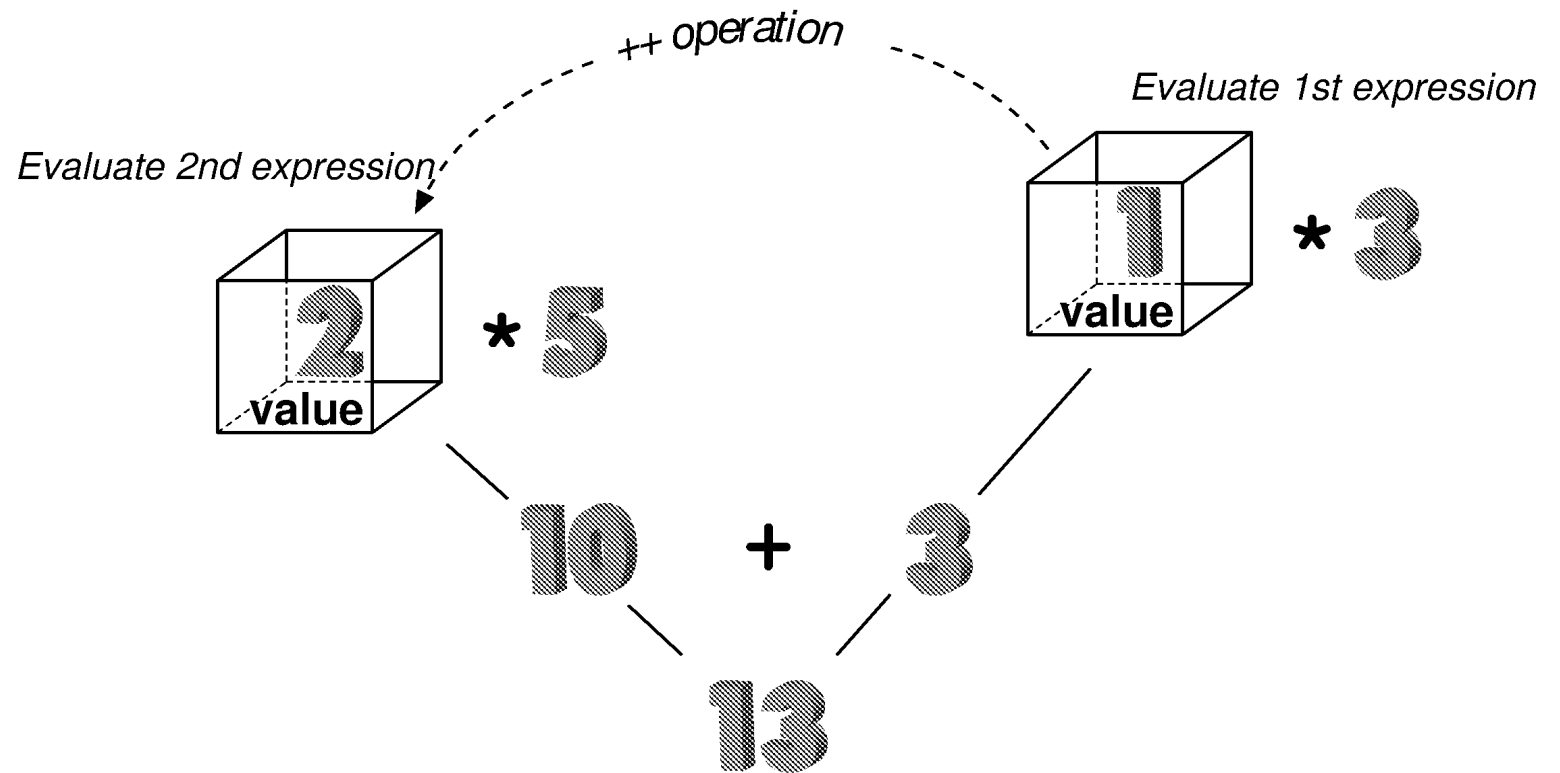 ++ operation
Evaluate 1st expression
Evaluate 2nd expression
1 * 3
value
2 * 5
value
10 + 3
13